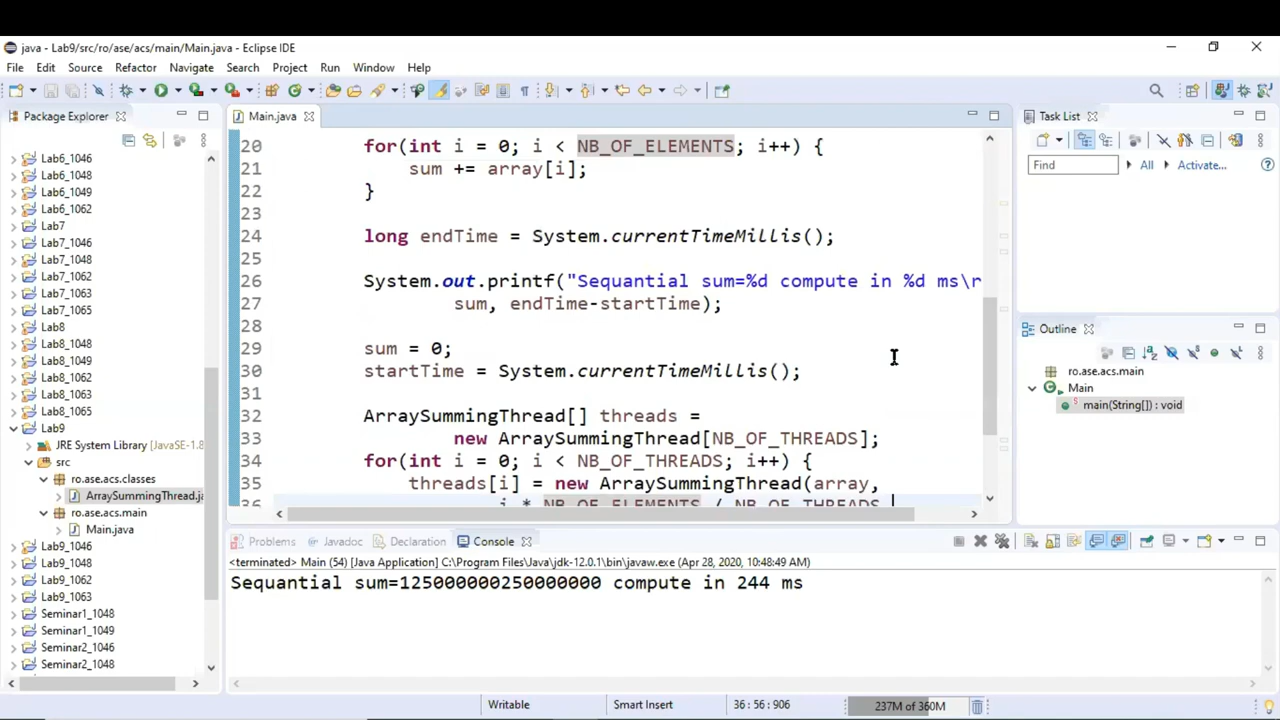 java - Lab9/src/ro/ase/acs/main/Main.java - Eclipse IDE
File Edit Source Refactor Navigate Search Project Run Window Help
Package Explorer
Lab6_1046
Lab6_1048
Lab6_1049
Lab6_1062
Lab7
Lab7_1046
Lab7_1048
Lab7_1062
Lab7_1063
Lab7_1065
Lab8
Lab8_1048
Lab8_1049
Lab8_1062
Lab8_1065
Lab9
JRE System Library [JavaSE-1.8
src
ro.ase.acs.classes
ArraySummingThread.ja
ro.ase.acs.main
Main.java
Lab9_1046
Lab9_1048
Lab9_1062
Lab9_1063
Seminar1_1048
Seminar1_1049
Seminar2_1046
Seminar2_1048
Main.java
20 for(int i = 0; i < NB_OF_ELEMENTS; i++) {
21 sum += array[i];
22 }
23
24 long endTime = System.currentTimeMillis();
25
26 System.out.printf("Sequantial sum=%d compute in %d ms\r
27 sum, endTime-startTime);
28
29 sum = 0;
30 startTime = System.currentTimeMillis();
31
32 ArraySummingThread[] threads =
33 new ArraySummingThread[NB_OF_THREADS];
34 for(int i = 0; i < NB_OF_THREADS; i++) {
35 threads[i] = new ArraySummingThread(array,
36 i * NB_OF_ELEMENTS / NB_OF_THREADS
Task List
Find All Activate...
Outline
ro.ase.acs.main
Main
main(String[]) : void
Problems Javadoc Declaration Console
<terminated> Main (54) [Java Application] C:\Program Files\Java\jdk-12.0.1\bin\javaw.exe (Apr 28, 2020, 10:48:49 AM)
Sequantial sum=125000000250000000 compute in 244 ms
Writable Smart Insert 36 : 56 : 906 237M of 360M